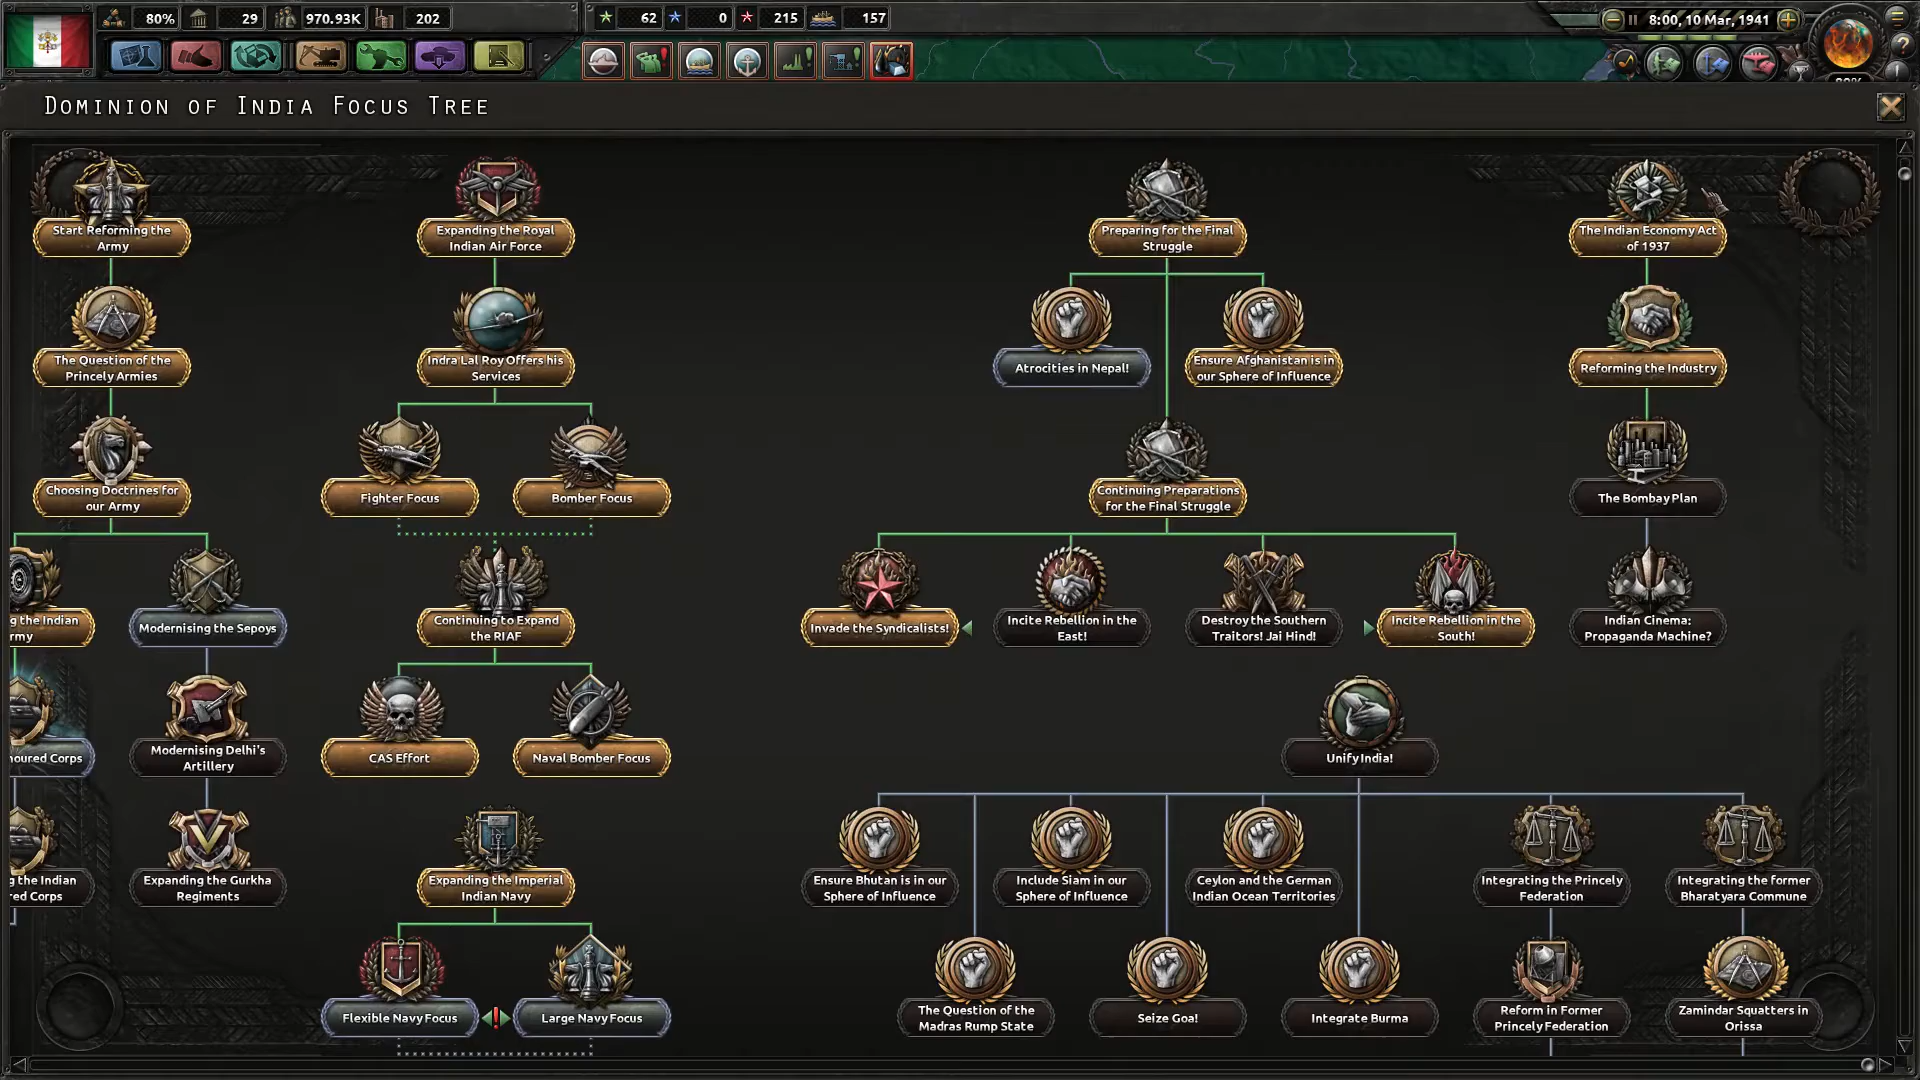 80%
29
970.93K
202
62
0
215
157
8:00, 10 Mar, 1941
Dominion of India Focus Tree
Start Reforming the
Army
Expanding the Royal
Indian Air Force
Preparing for the Final
Struggle
The Indian Economy Act
of 1937
The Question of the
Princely Armies
Indra Lal Roy Offers his
Services
Atrocities in Nepal!
Ensure Afghanistan is in
our Sphere of Influence
Reforming the Industry
Choosing Doctrines for
our Army
Fighter Focus
Bomber Focus
Continuing Preparations
for the Final Struggle
The Bombay Plan
g the Indian
rmy
Modernising the Sepoys
Continuing to Expand
the RIAF
Invade the Syndicalists!
Incite Rebellion in the
East!
Destroy the Southern
Traitors! Jai Hind!
Incite Rebellion in the
South!
Indian Cinema:
Propaganda Machine?
moured Corps
Modernising Delhi's
Artillery
CAS Effort
Naval Bomber Focus
Unify India!
g the Indian
red Corps
Expanding the Gurkha
Regiments
Expanding the Imperial
Indian Navy
Ensure Bhutan is in our
Sphere of Influence
Include Siam in our
Sphere of Influence
Ceylon and the German
Indian Ocean Territories
Integrating the Princely
Federation
Integrating the former
Bharatyara Commune
Flexible Navy Focus
Large Navy Focus
The Question of the
Madras Rump State
Seize Goa!
Integrate Burma
Reform in Former
Princely Federation
Zamindar Squatters in
Orissa